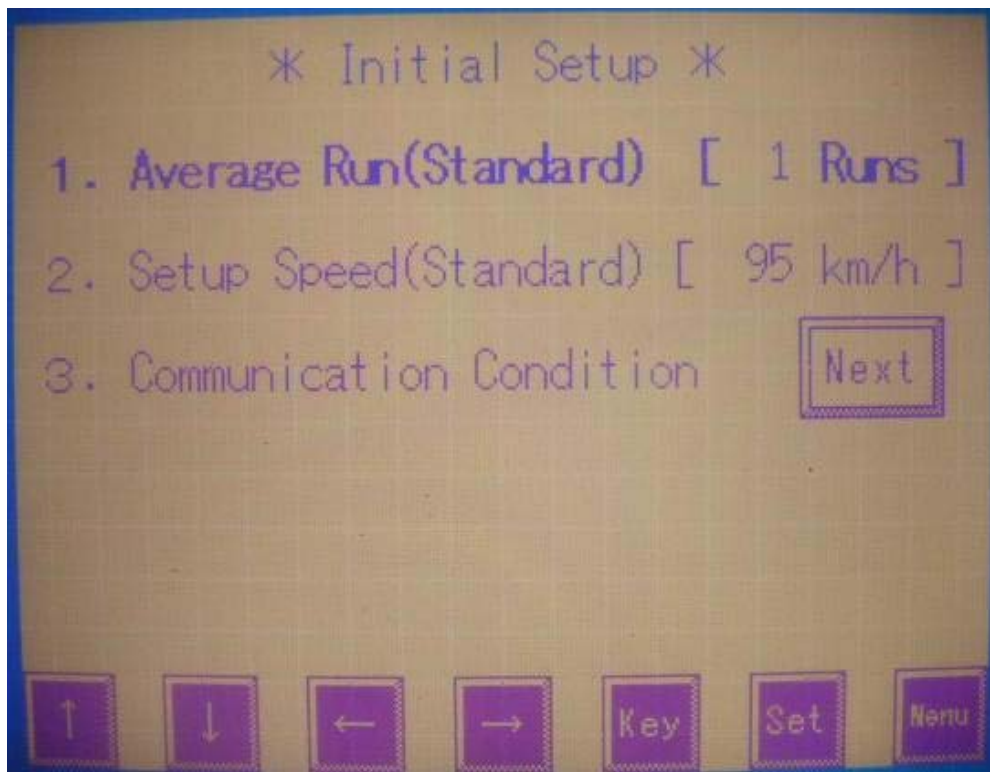 * Initial Setup *
1. Average Run(Standard) [ 1 Runs ]
2. Setup Speed(Standard) [ 95 km/h ]
3. Communication Condition Next
↑ ↓ ← → Key Set Menu